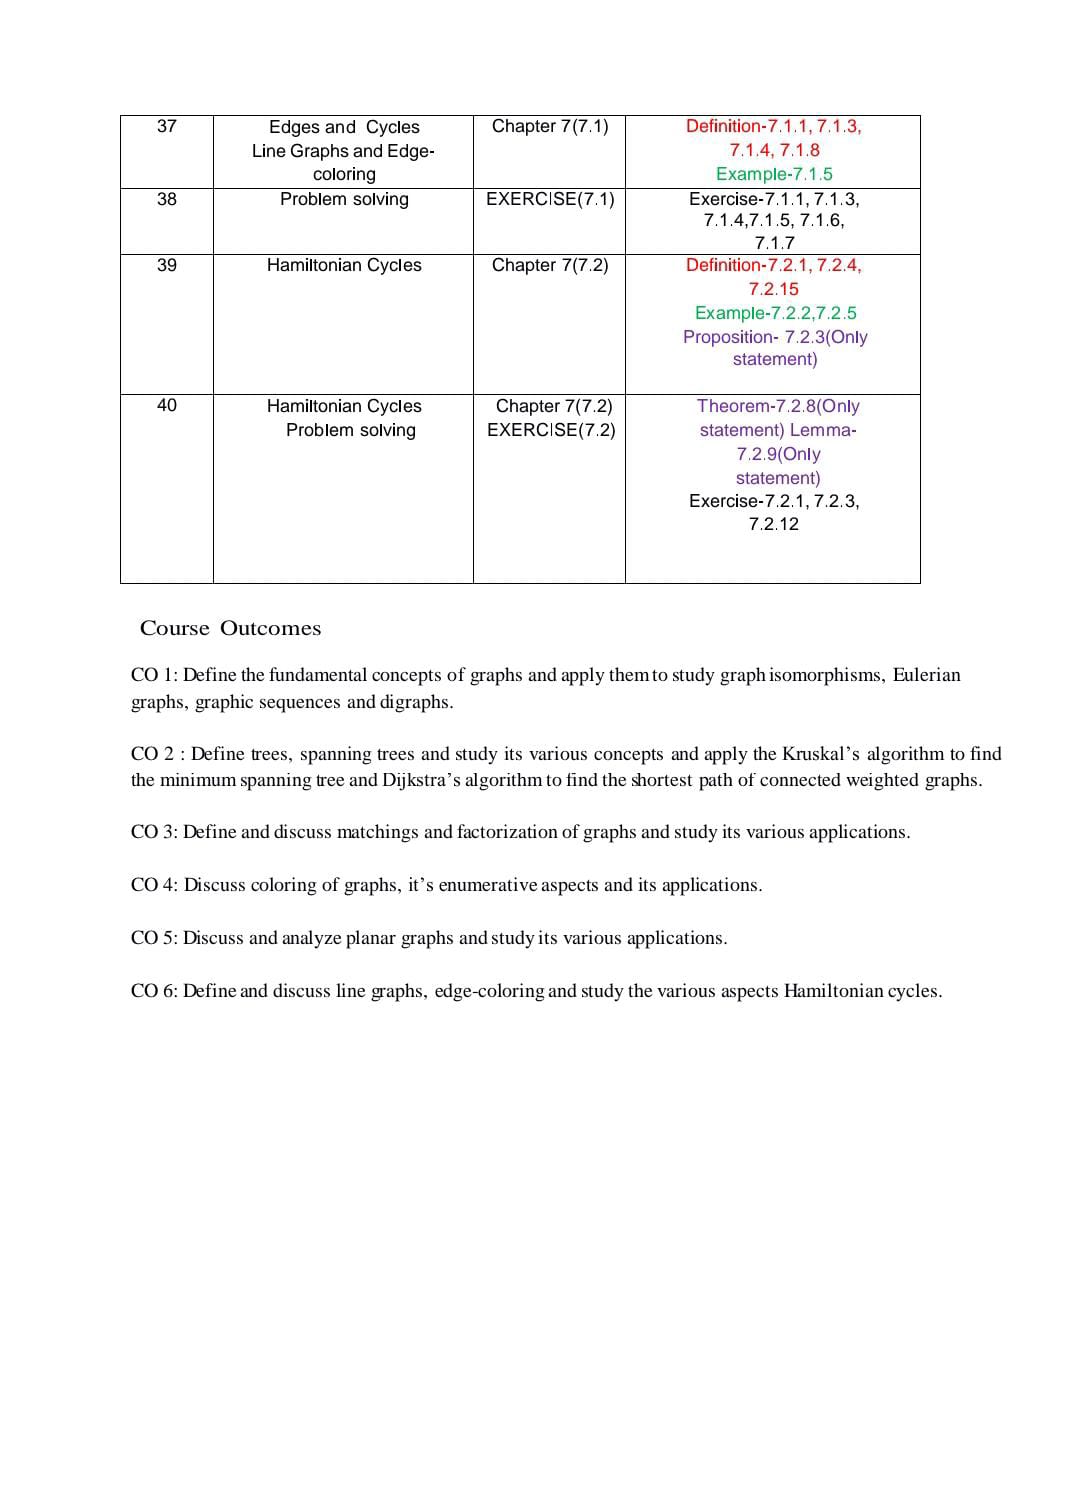 37
Edges and Cycles
Line Graphs and Edge-
coloring
Chapter 7(7.1)
Definition-7.1.1, 7.1.3,
7.1.4, 7.1.8
Example-7.1.5
38
Problem solving
EXERCISE(7.1)
Exercise-7.1.1, 7.1.3,
7.1.4,7.1.5, 7.1.6,
7.1.7
39
Hamiltonian Cycles
Chapter 7(7.2)
Definition-7.2.1, 7.2.4,
7.2.15
Example-7.2.2,7.2.5
Proposition- 7.2.3(Only
statement)
40
Hamiltonian Cycles
Problem solving
Chapter 7(7.2)
EXERCISE(7.2)
Theorem-7.2.8(Only
statement) Lemma-
7.2.9(Only
statement)
Exercise-7.2.1, 7.2.3,
7.2.12
Course Outcomes
CO 1: Define the fundamental concepts of graphs and apply them to study graph isomorphisms, Eulerian
graphs, graphic sequences and digraphs.
CO 2 : Define trees, spanning trees and study its various concepts and apply the Kruskal’s algorithm to find
the minimum spanning tree and Dijkstra’s algorithm to find the shortest path of connected weighted graphs.
CO 3: Define and discuss matchings and factorization of graphs and study its various applications.
CO 4: Discuss coloring of graphs, it’s enumerative aspects and its applications.
CO 5: Discuss and analyze planar graphs and study its various applications.
CO 6: Define and discuss line graphs, edge-coloring and study the various aspects Hamiltonian cycles.